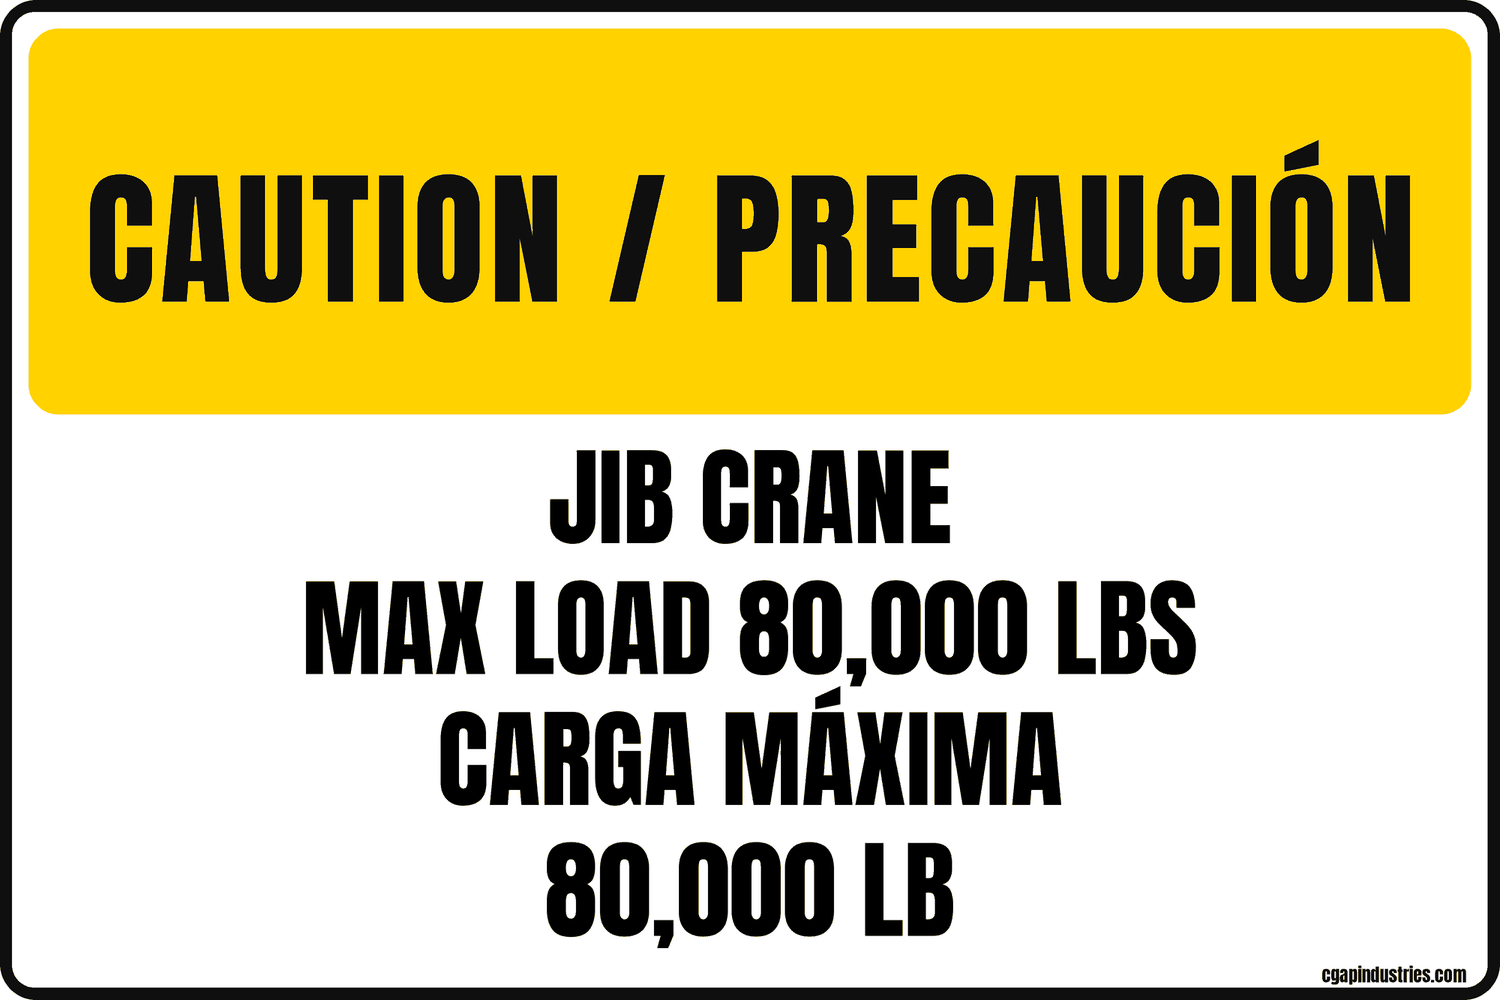 CAUTION / PRECAUCIÓN
JIB CRANE
MAX LOAD 80,000 LBS
CARGA MÁXIMA
80,000 LB
cgapindustries.com